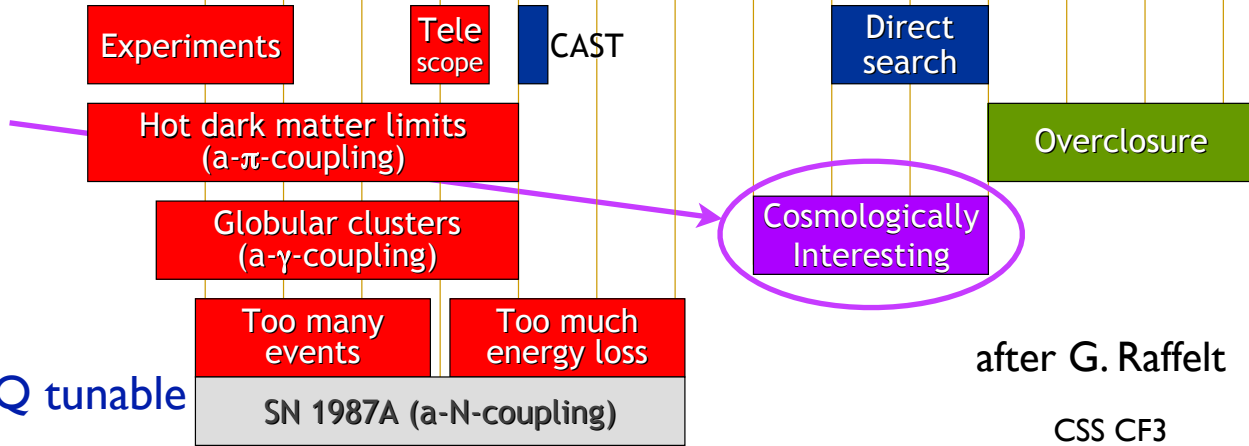 Experiments
Tele
scope
CAST
Direct
search
Hot dark matter limits
(a-π-coupling)
Overclosure
Globular clusters
(a-γ-coupling)
Cosmologically
Interesting
Too many
events
Too much
energy loss
after G. Raffelt
Q tunable
SN 1987A (a-N-coupling)
CSS CF3